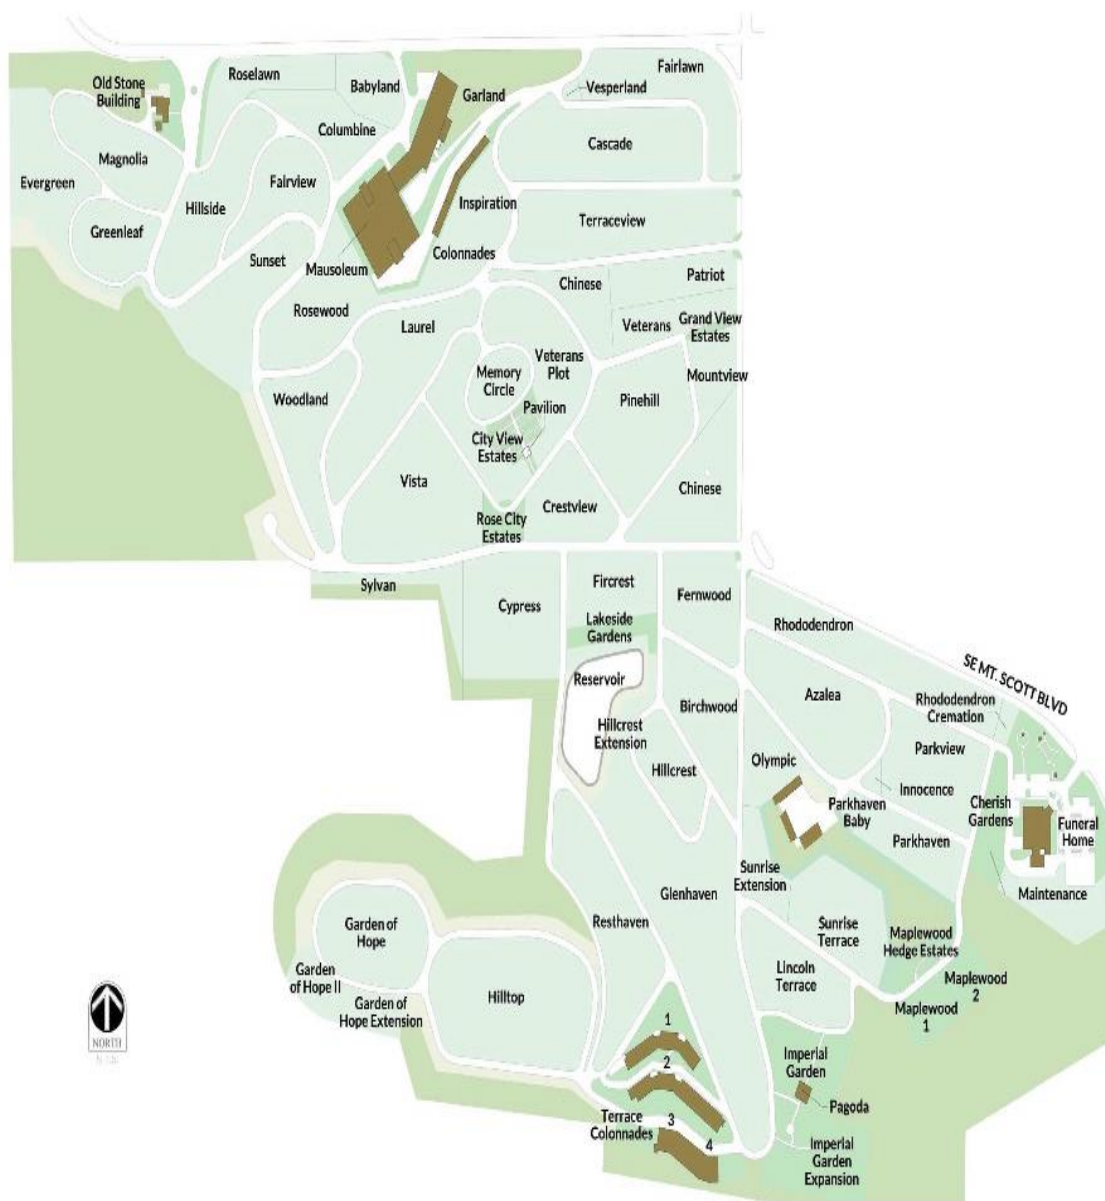 Old Stone
Building
Roselawn
Babyland
Garland
Fairlawn
Vesperland
Columbine
Cascade
Magnolia
Evergreen
Fairview
Hillside
Greenleaf
Inspiration
Terraceview
Sunset
Mausoleum
Colonnades
Chinese
Patriot
Rosewood
Laurel
Veterans
Grand View
Estates
Veterans
Plot
Memory
Circle
Mountview
Woodland
Pavilion
Pinehill
City View
Estates
Vista
Chinese
Crestview
Rose City
Estates
Sylvan
Fircrest
Fernwood
Cypress
Lakeside
Gardens
Rhododendron
SE MT. SCOTT BLVD
Reservoir
Azalea
Rhododendron
Cremation
Birchwood
Hillcrest
Extension
Parkview
Olympic
Hillcrest
Innocence
Parkhaven
Baby
Cherish
Gardens
Funeral
Home
Parkhaven
Sunrise
Extension
Glenhaven
Maintenance
Resthaven
Garden of
Hope
Sunrise
Terrace
Maplewood
Hedge Estates
Garden
of Hope II
Hilltop
Lincoln
Terrace
Maplewood
2
Garden of
Hope Extension
Maplewood
1
NORTH
1
2
Imperial
Garden
Pagoda
Terrace
Colonnades
3
4
Imperial
Garden
Expansion